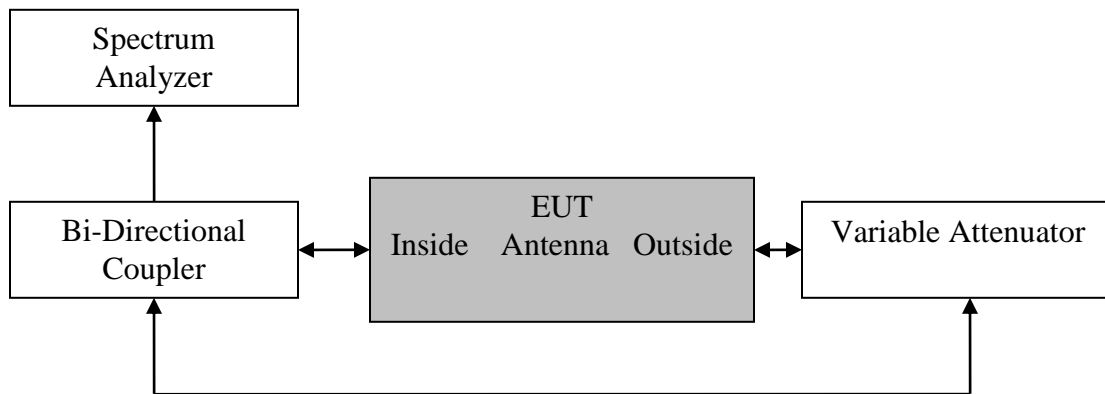 Spectrum
Analyzer
Bi-Directional
Coupler
EUT
Inside Antenna Outside
Variable Attenuator